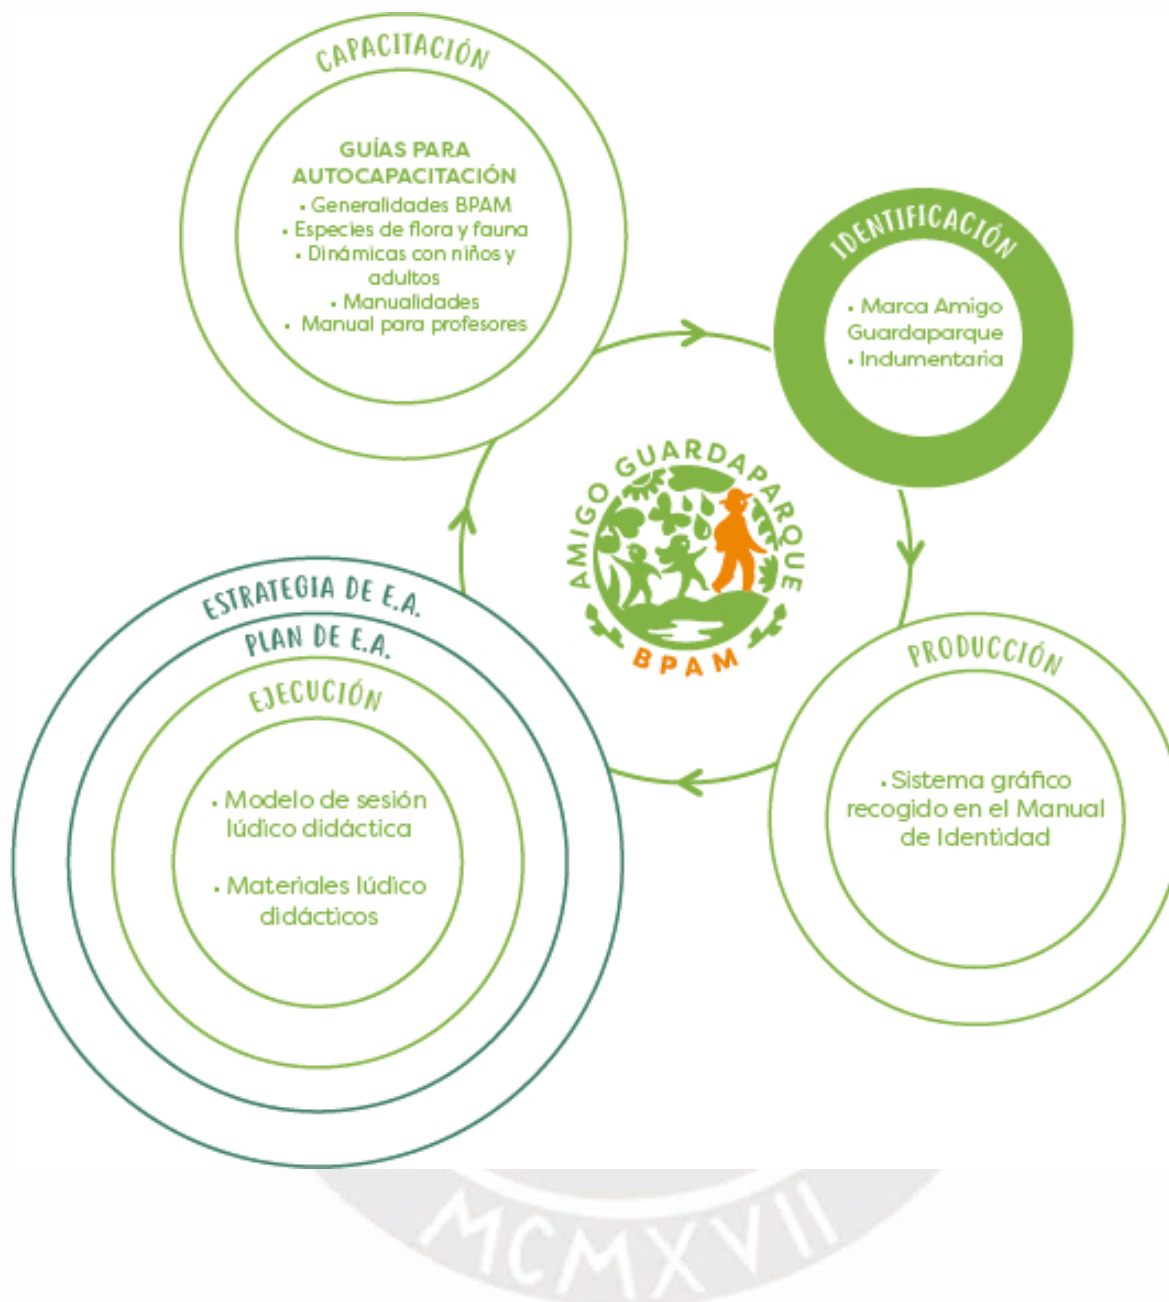 CAPACITACIÓN
GUÍAS PARA
AUTOCAPACITACIÓN
• Generalidades BPAM
• Especies de flora y fauna
• Dinámicas con niños y
adultos
• Manualidades
• Manual para profesores
IDENTIFICACIÓN
• Marca Amigo
Guardaparque
• Indumentaria
AMIGO GUARDAPARQUE
BPAM
PRODUCCIÓN
• Sistema gráfico
recogido en el Manual
de Identidad
ESTRATEGIA DE E.A.
PLAN DE E.A.
EJECUCIÓN
• Modelo de sesión
lúdico didáctica
• Materiales lúdico
didácticos
MCMXVII